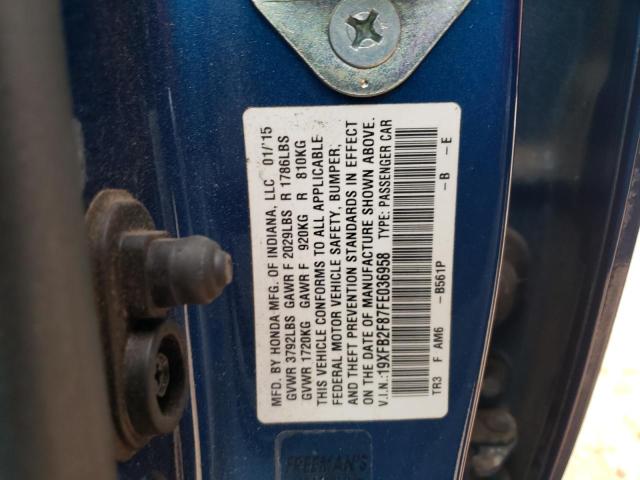 MFD. BY HONDA MFG. OF INDIANA, LLC 01/'15
GVWR 3792LBS GAWR F 2029LBS R 1786LBS
GVWR 1720KG GAWR F 920KG R 810KG
THIS VEHICLE CONFORMS TO ALL APPLICABLE
FEDERAL MOTOR VEHICLE SAFETY, BUMPER,
AND THEFT PREVENTION STANDARDS IN EFFECT
ON THE DATE OF MANUFACTURE SHOWN ABOVE.
V.I.N.:19XFB2F87FE036958 TYPE: PASSENGER CAR
TR3 F AM6 -B561P -B -E
FREEMAN'S